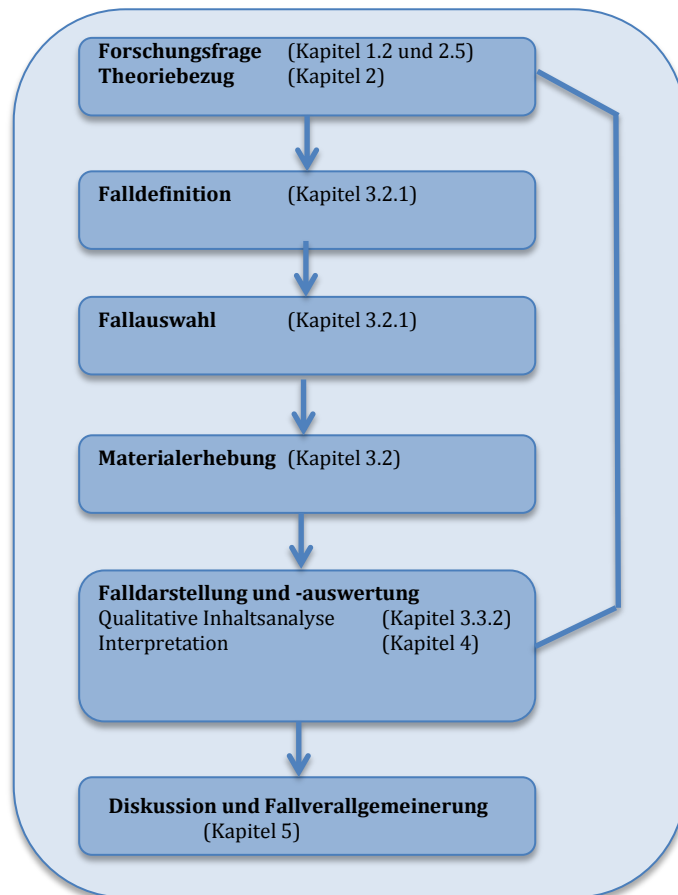 Forschungsfrage (Kapitel 1.2 und 2.5)
Theoriebezug (Kapitel 2)
Falldefinition (Kapitel 3.2.1)
Fallauswahl (Kapitel 3.2.1)
Materialerhebung (Kapitel 3.2)
Falldarstellung und -auswertung
Qualitative Inhaltsanalyse (Kapitel 3.3.2)
Interpretation (Kapitel 4)
Diskussion und Fallverallgemeinerung
(Kapitel 5)